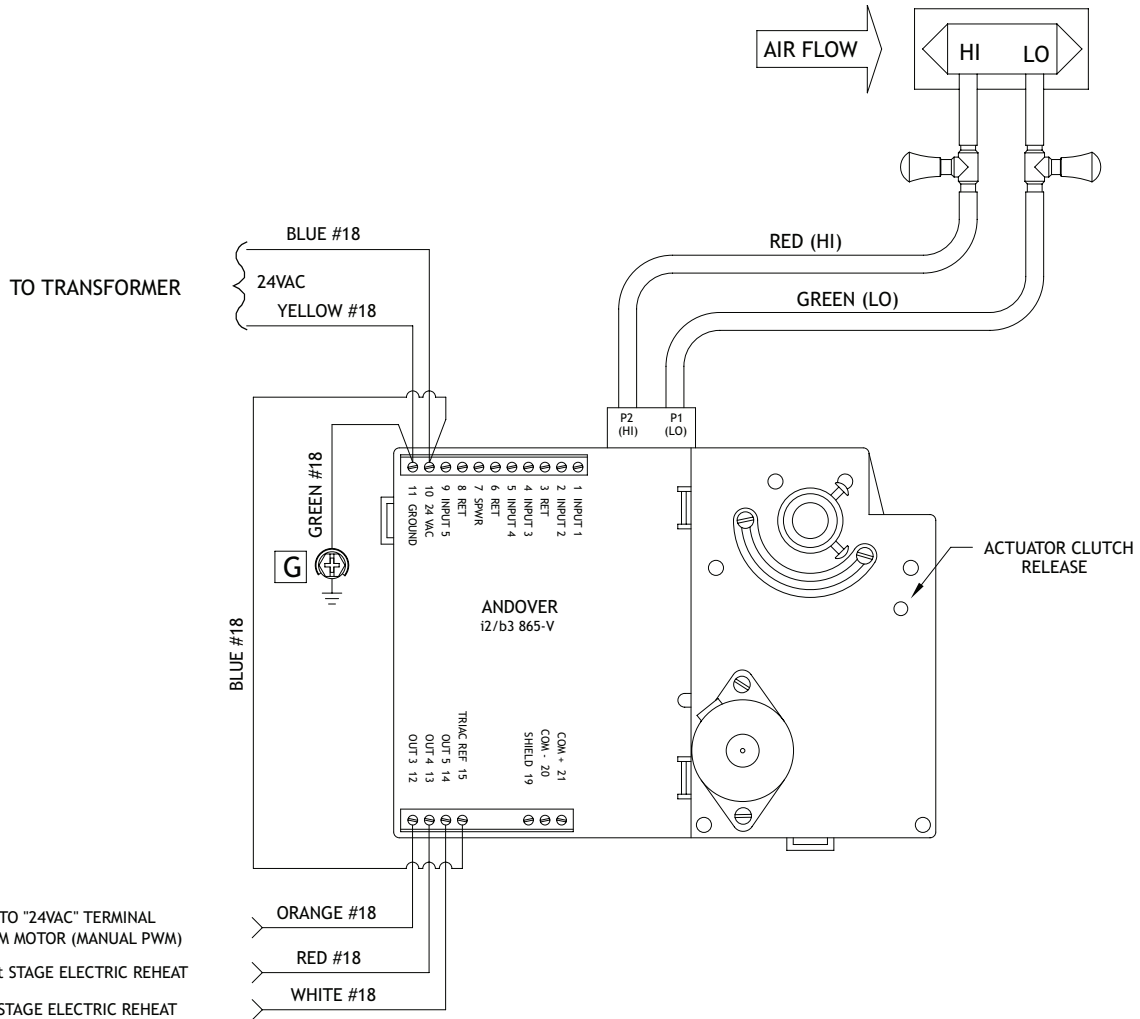 AIR FLOW
HI
LO
BLUE #18
TO TRANSFORMER
24VAC
YELLOW #18
RED (HI)
GREEN (LO)
P2
(HI)
P1
(LO)
GREEN #18
G
11 GROUND
10 24 VAC
9 INPUT 5
8 RET
7 SPWR
6 RET
5 INPUT 4
4 INPUT 3
3 RET
2 INPUT 2
1 INPUT 1
ACTUATOR CLUTCH
RELEASE
ANDOVER
i2/b3 865-V
BLUE #18
OUT 3 12
OUT 4 13
OUT 5 14
TRIAC REF 15
SHIELD 19
COM - 20
COM + 21
TO "24VAC" TERMINAL
M MOTOR (MANUAL PWM)
ORANGE #18
STAGE ELECTRIC REHEAT
RED #18
STAGE ELECTRIC REHEAT
WHITE #18